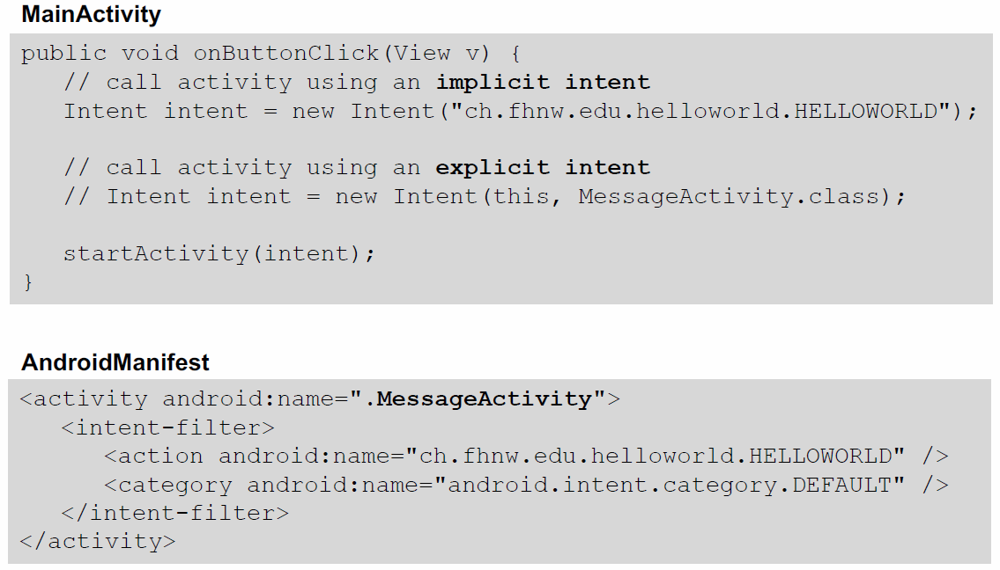 MainActivity
public void onButtonClick(View v) {
// call activity using an implicit intent
Intent intent = new Intent("ch.fhnw.edu.helloworld.HELLOWORLD");
// call activity using an explicit intent
// Intent intent = new Intent(this, MessageActivity.class);
startActivity(intent);
}
AndroidManifest
<activity android:name=".MessageActivity">
<intent-filter>
<action android:name="ch.fhnw.edu.helloworld.HELLOWORLD" />
<category android:name="android.intent.category.DEFAULT" />
</intent-filter>
</activity>